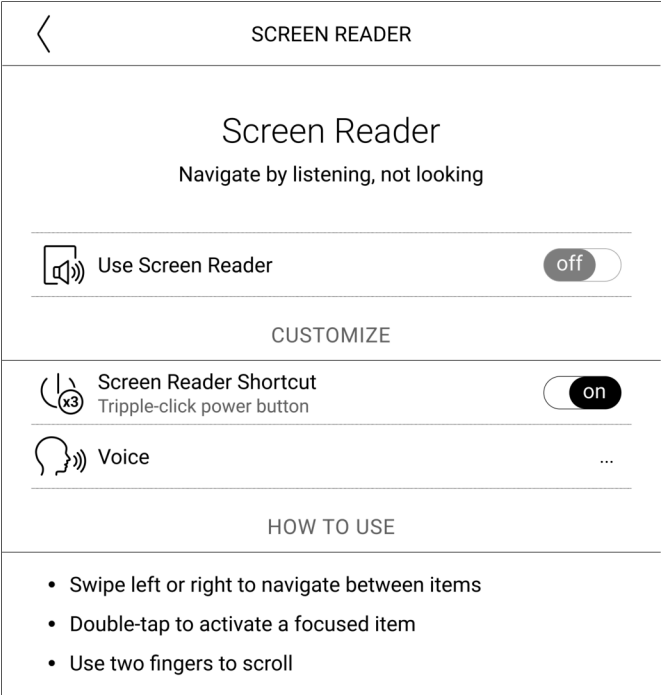 SCREEN READER
Screen Reader
Navigate by listening, not looking
Use Screen Reader
off
CUSTOMIZE
x3
Screen Reader Shortcut
on
Tripple-click power button
Voice
...
HOW TO USE
• Swipe left or right to navigate between items
• Double-tap to activate a focused item
• Use two fingers to scroll